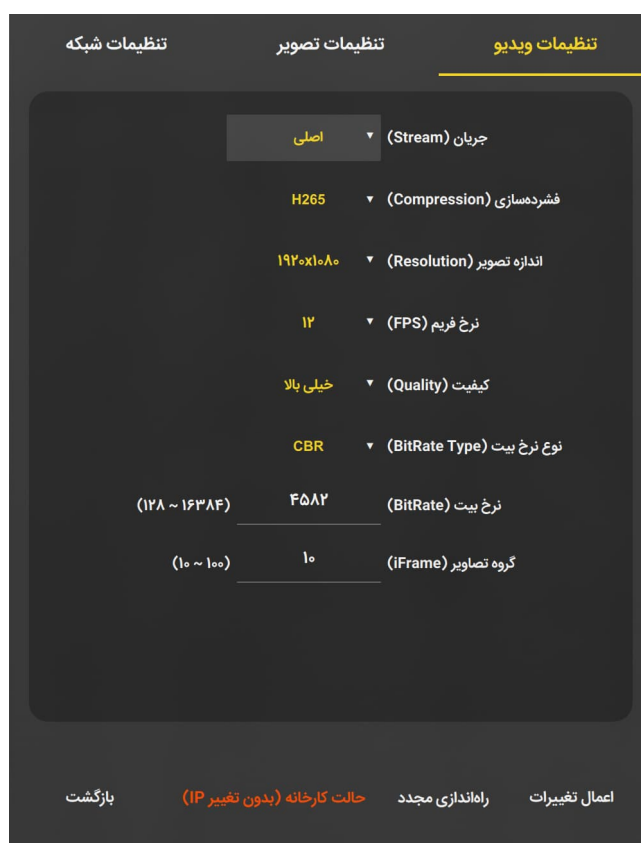 تنظیمات ویدیو تنظیمات تصویر تنظیمات شبکه
جریان (Stream) ▼ اصلی
فشرده‌سازی (Compression) ▼ H265
اندازه تصویر (Resolution) ▼ ۱۹۲۰x۱۰۸۰
نرخ فریم (FPS) ▼ ۱۲
کیفیت (Quality) ▼ خیلی بالا
نوع نرخ بیت (BitRate Type) ▼ CBR
نرخ بیت (BitRate) ۴۵۸۲ (۱۲۸ ~ ۱۶۳۸۴)
گروه تصاویر (iFrame) ۱۰ (۱۰ ~ ۱۰۰)
اعمال تغییرات راه‌اندازی مجدد حالت کارخانه (بدون تغییر IP) بازگشت